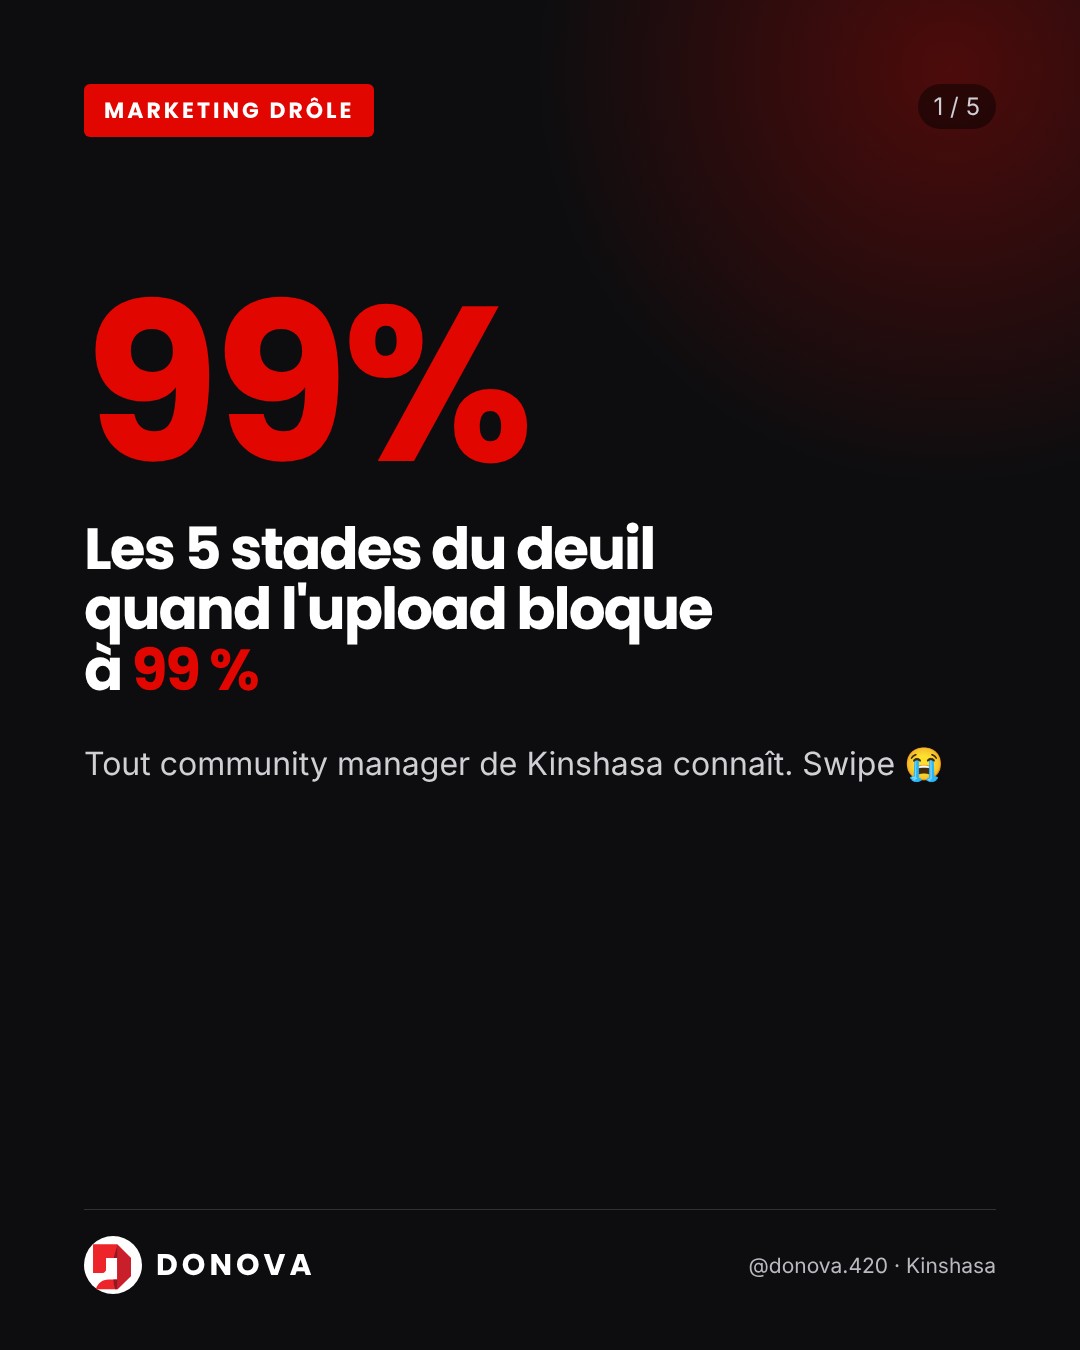 MARKETING DRÔLE
1 / 5
99%
Les 5 stades du deuil
quand l'upload bloque
à 99 %
Tout community manager de Kinshasa connaît. Swipe 😭
DONOVA
@donova.420 · Kinshasa